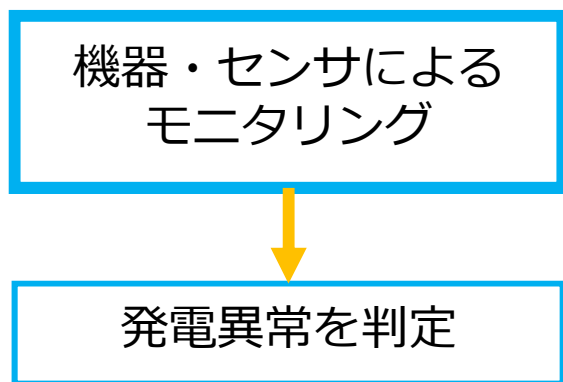 機器・センサによる
モニタリング
発電異常を判定